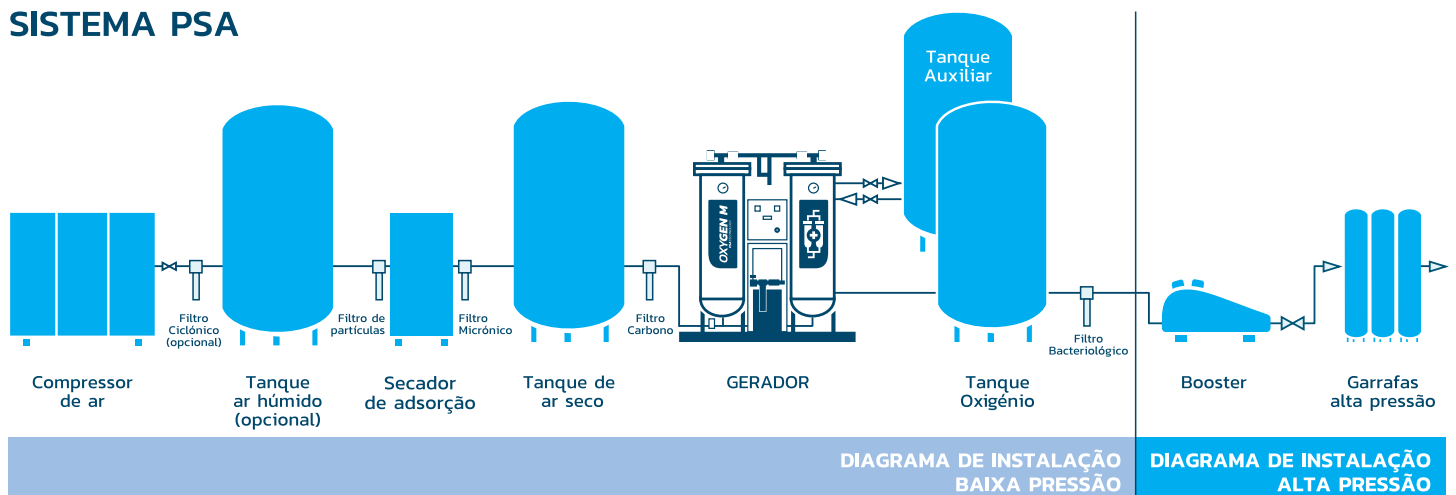 SISTEMA PSA
Tanque
Auxiliar
OXYGEN M
Filtro
Ciclónico
(opcional)
Filtro de
partículas
Filtro
Micrónico
Filtro
Carbono
Filtro
Bacteriológico
Compressor
de ar
Tanque
ar húmido
(opcional)
Secador
de adsorção
Tanque de
ar seco
GERADOR
Tanque
Oxigénio
Booster
Garrafas
alta pressão
DIAGRAMA DE INSTALAÇÃO
BAIXA PRESSÃO
DIAGRAMA DE INSTALAÇÃO
ALTA PRESSÃO